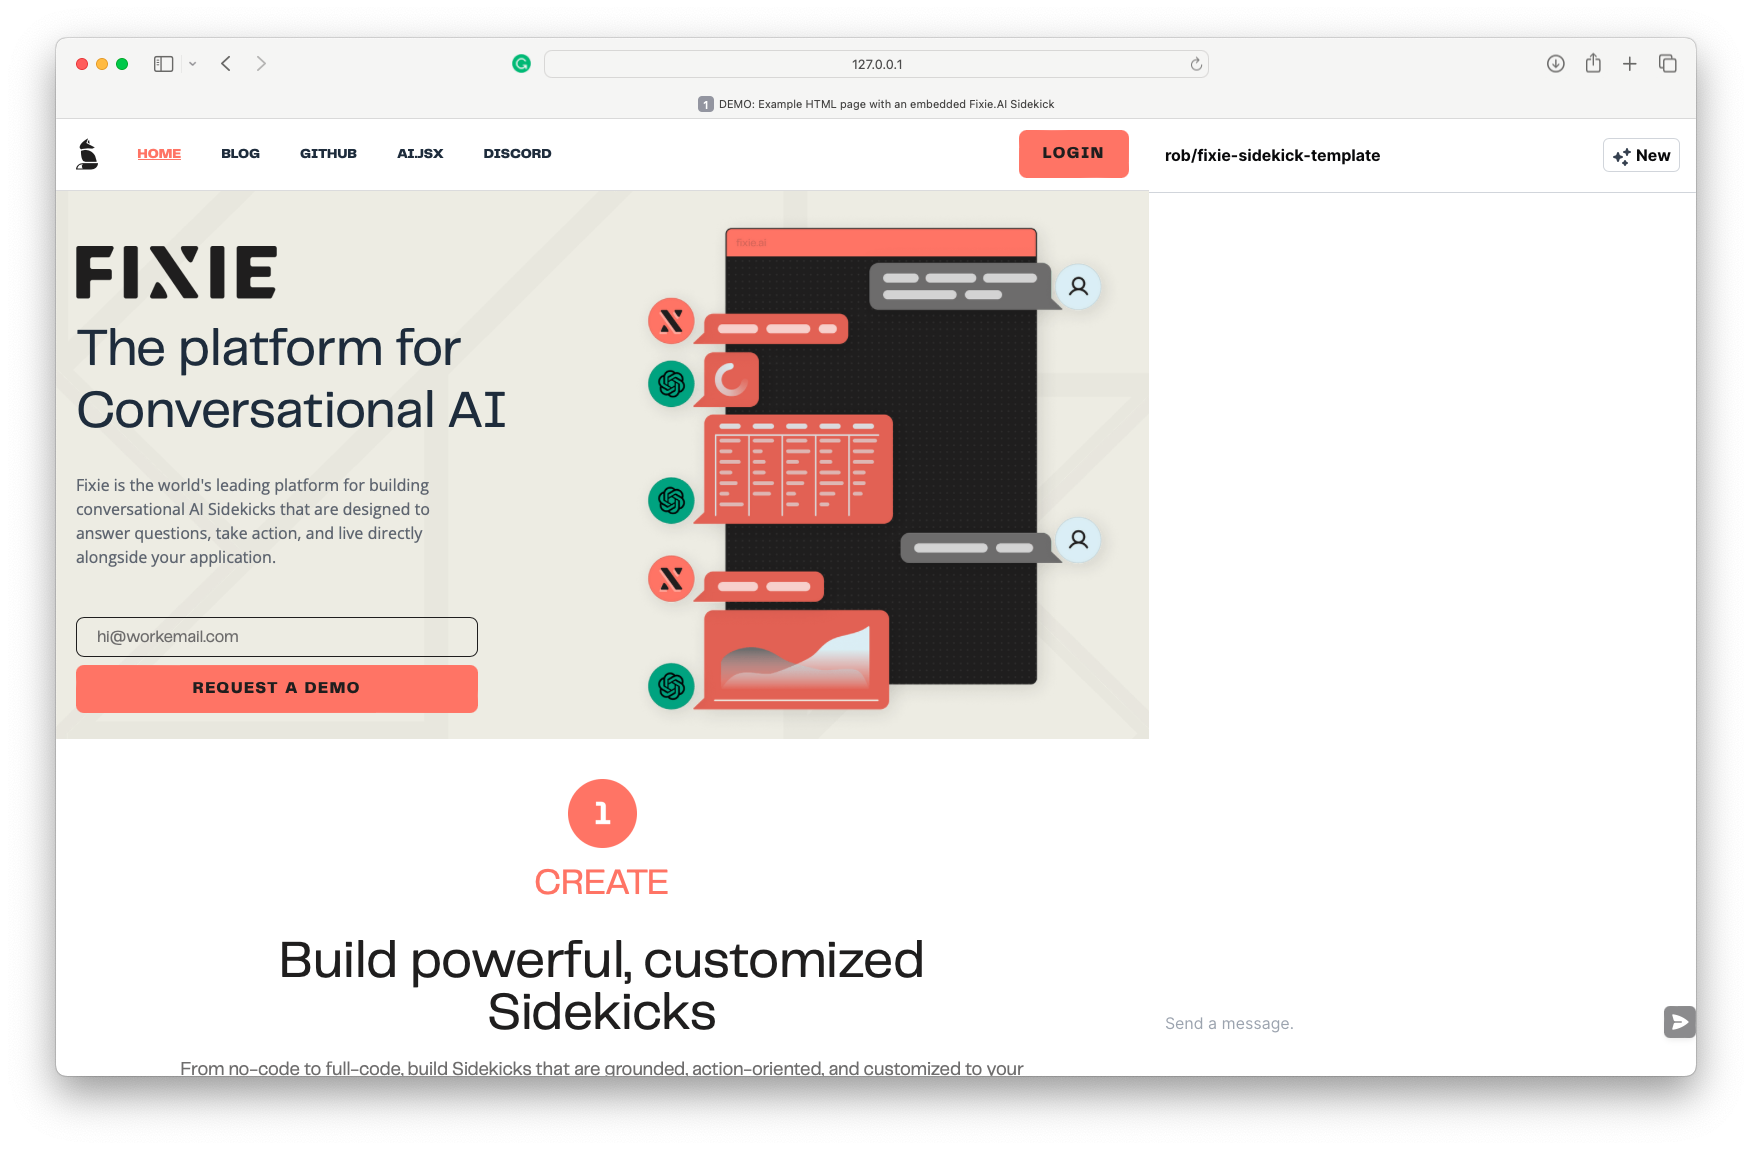 127.0.0.1
1 DEMO: Example HTML page with an embedded Fixie.AI Sidekick
HOME BLOG GITHUB AI.JSX DISCORD LOGIN
rob/fixie-sidekick-template New
FIXIE
The platform for
Conversational AI
Fixie is the world's leading platform for building
conversational AI Sidekicks that are designed to
answer questions, take action, and live directly
alongside your application.
hi@workemail.com
REQUEST A DEMO
fixie.ai
1
CREATE
Build powerful, customized
Sidekicks
From no-code to full-code, build Sidekicks that are grounded, action-oriented, and customized to your
Send a message.